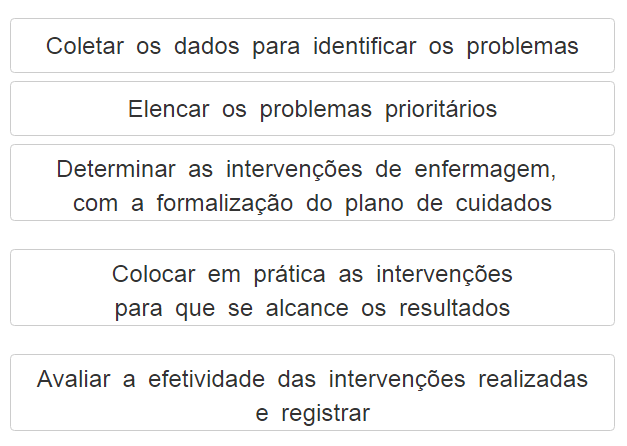 Coletar os dados para identificar os problemas
Elencar os problemas prioritários
Determinar as intervenções de enfermagem,
com a formalização do plano de cuidados
Colocar em prática as intervenções
para que se alcance os resultados
Avaliar a efetividade das intervenções realizadas
e registrar